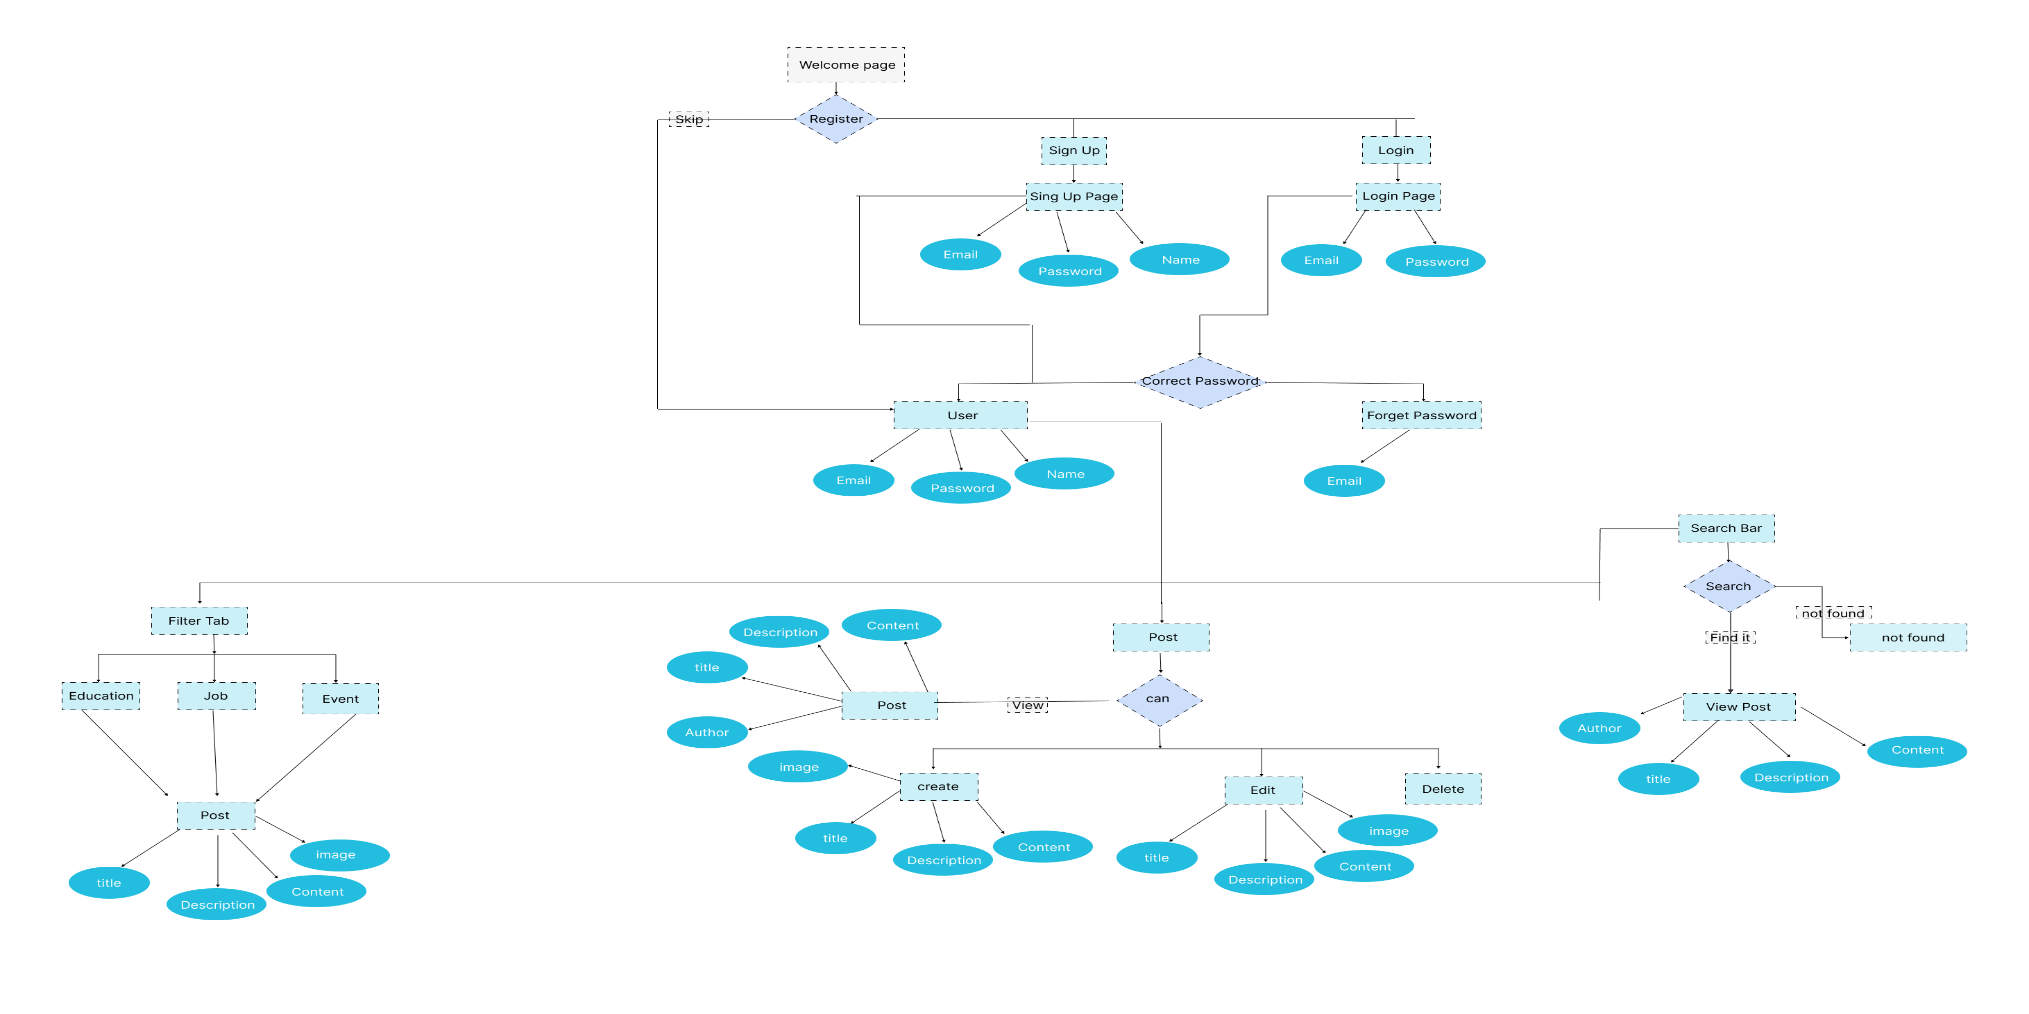 Welcome page
Register
Skip
Sign Up
Login
Sing Up Page
Login Page
Email
Password
Name
Email
Password
Correct Password
User
Forget Password
Email
Password
Name
Email
Search Bar
Search
not found
not found
Find it
Filter Tab
Education
Job
Event
Post
title
Description
Content
image
Description
Content
title
Post
Author
View
Post
can
image
create
title
Description
Content
Edit
Delete
image
title
Content
Description
View Post
Author
title
Description
Content